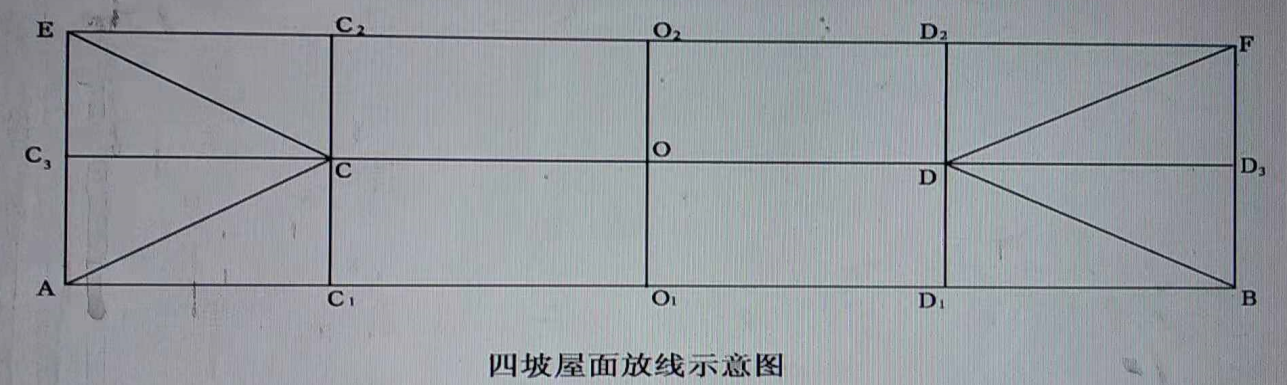 E C₂ O₂ D₂ F
C₃ C O D D₃
A C₁ O₁ D₁ B
四坡屋面放线示意图